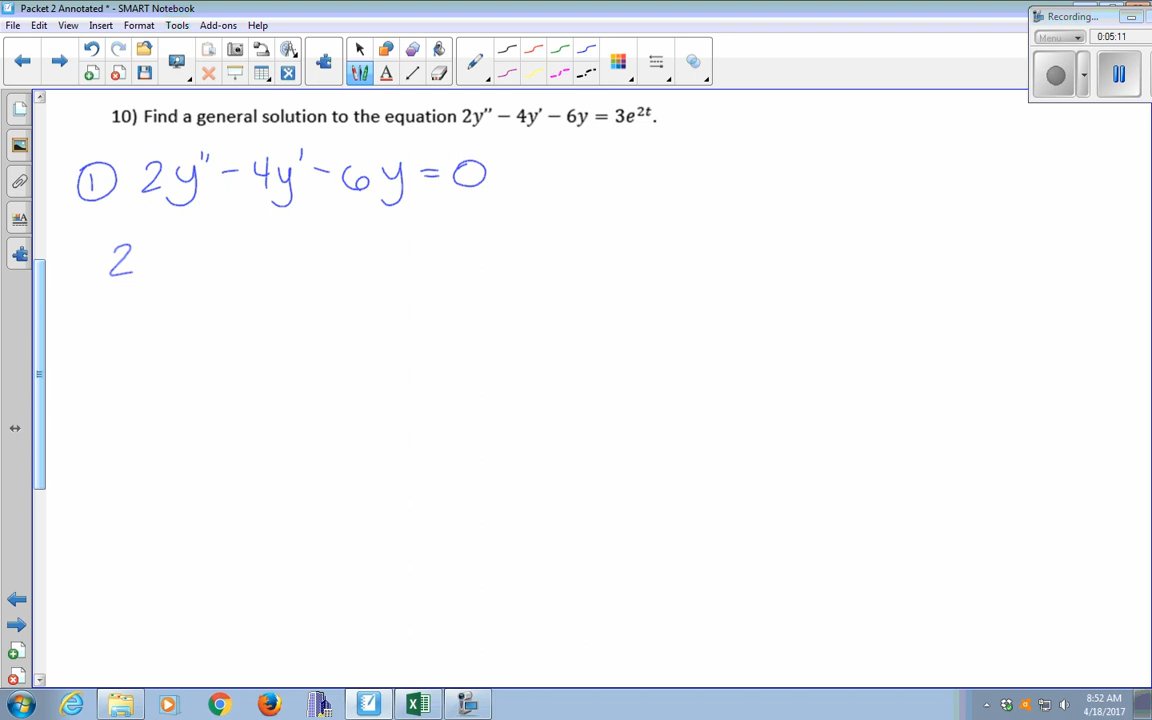 Packet 2 Annotated * - SMART Notebook
File Edit View Insert Format Tools Add-ons Help
Recording...
Menu
0:05:11
10) Find a general solution to the equation 2y″ − 4y′ − 6y = 3e²ᵗ.
① 2y″ − 4y′ − 6y = 0
2
8:52 AM
4/18/2017